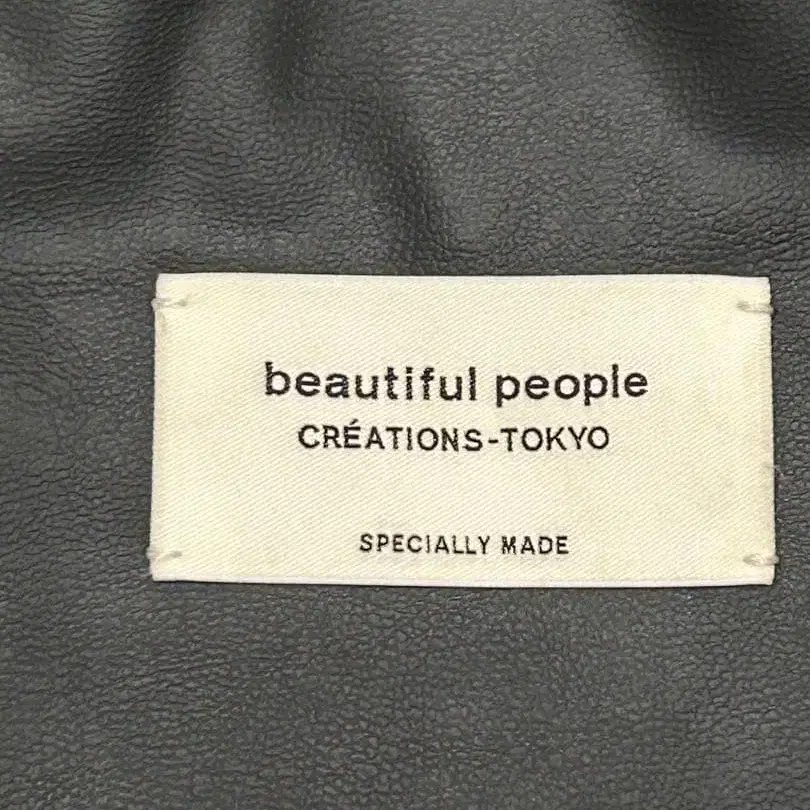 beautiful people
CRÉATIONS-TOKYO
SPECIALLY MADE